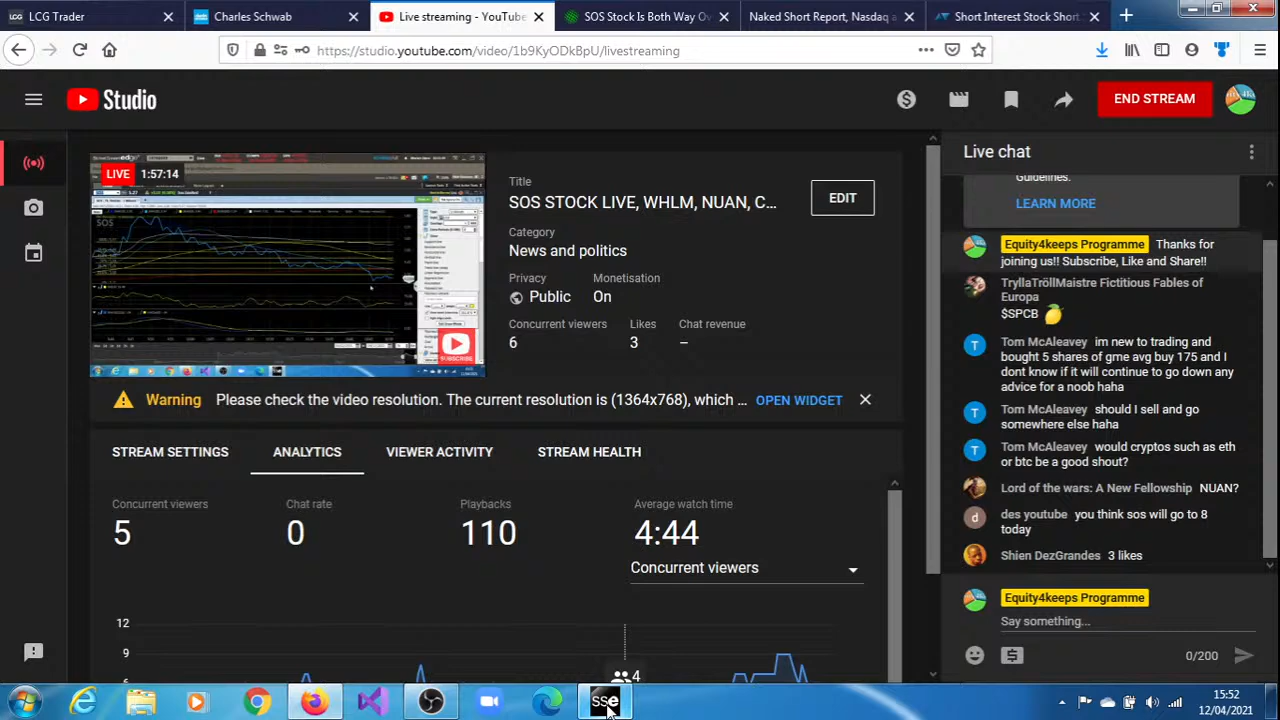 LCG Trader
Charles Schwab
Live streaming - YouTube
SOS Stock Is Both Way Ov
Naked Short Report, Nasdaq a
Short Interest Stock Short
https://studio.youtube.com/video/1b9KyODkBpU/livestreaming
Studio
END STREAM
LIVE 1:57:14
SOS
SUBSCRIBE
Title
SOS STOCK LIVE, WHLM, NUAN, C...
EDIT
Category
News and politics
Privacy
Monetisation
Public
On
Concurrent viewers
Likes
Chat revenue
6
3
–
Warning Please check the video resolution. The current resolution is (1364x768), which ...
OPEN WIDGET
STREAM SETTINGS
ANALYTICS
VIEWER ACTIVITY
STREAM HEALTH
Concurrent viewers
Chat rate
Playbacks
Average watch time
5
0
110
4:44
Concurrent viewers
12
9
6
4
Live chat
Guidelines.
LEARN MORE
Equity4keeps Programme Thanks for
joining us!! Subscribe, Like and Share!!
Europa
$SPCB
Tom McAleavey im new to trading and
bought 5 shares of gme avg buy 175 and I
dont know if it will continue to go down any
advice for a noob haha
Tom McAleavey should I sell and go
somewhere else haha
Tom McAleavey would cryptos such as eth
or btc be a good shout?
Lord of the wars: A New Fellowship NUAN?
des youtube you think sos will go to 8
today
Shien DezGrandes 3 likes
Equity4keeps Programme
Say something...
0/200
sse
15:52
12/04/2021